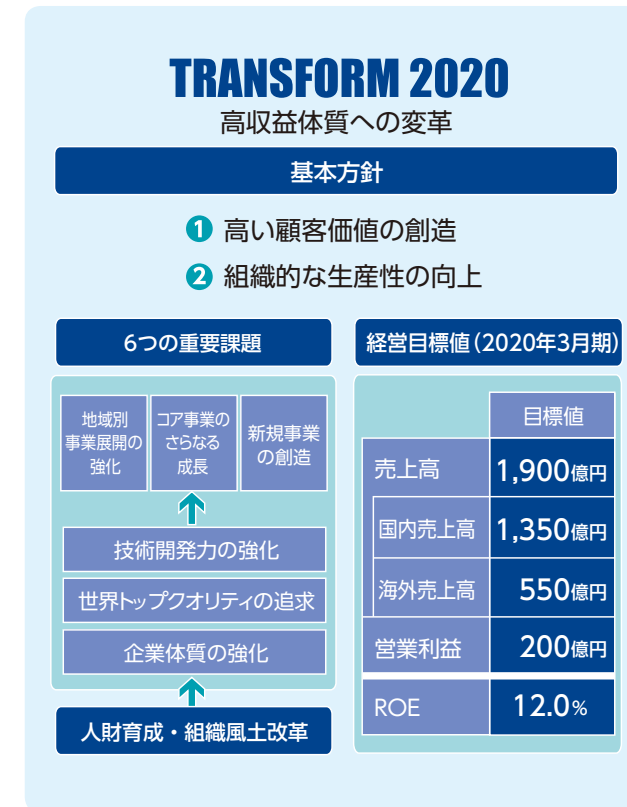 TRANSFORM 2020
高収益体質への変革
基本方針
1 高い顧客価値の創造
2 組織的な生産性の向上
6つの重要課題
地域別
事業展開の
強化
コア事業の
さらなる
成長
新規事業
の創造
技術開発力の強化
世界トップクオリティの追求
企業体質の強化
人財育成・組織風土改革
経営目標値（2020年3月期）
目標値
売上高 1,900億円
国内売上高 1,350億円
海外売上高 550億円
営業利益 200億円
ROE 12.0%